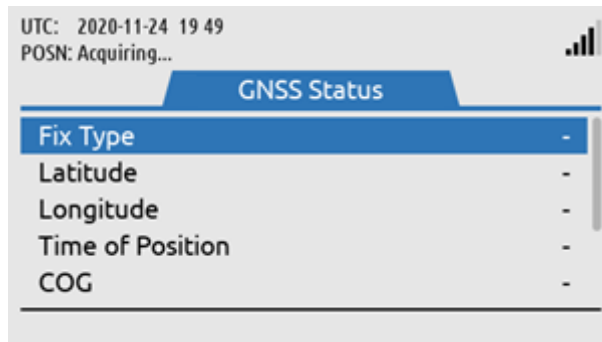 UTC: 2020-11-24 19 49
POSN: Acquiring...
GNSS Status
Fix Type -
Latitude -
Longitude -
Time of Position -
COG -